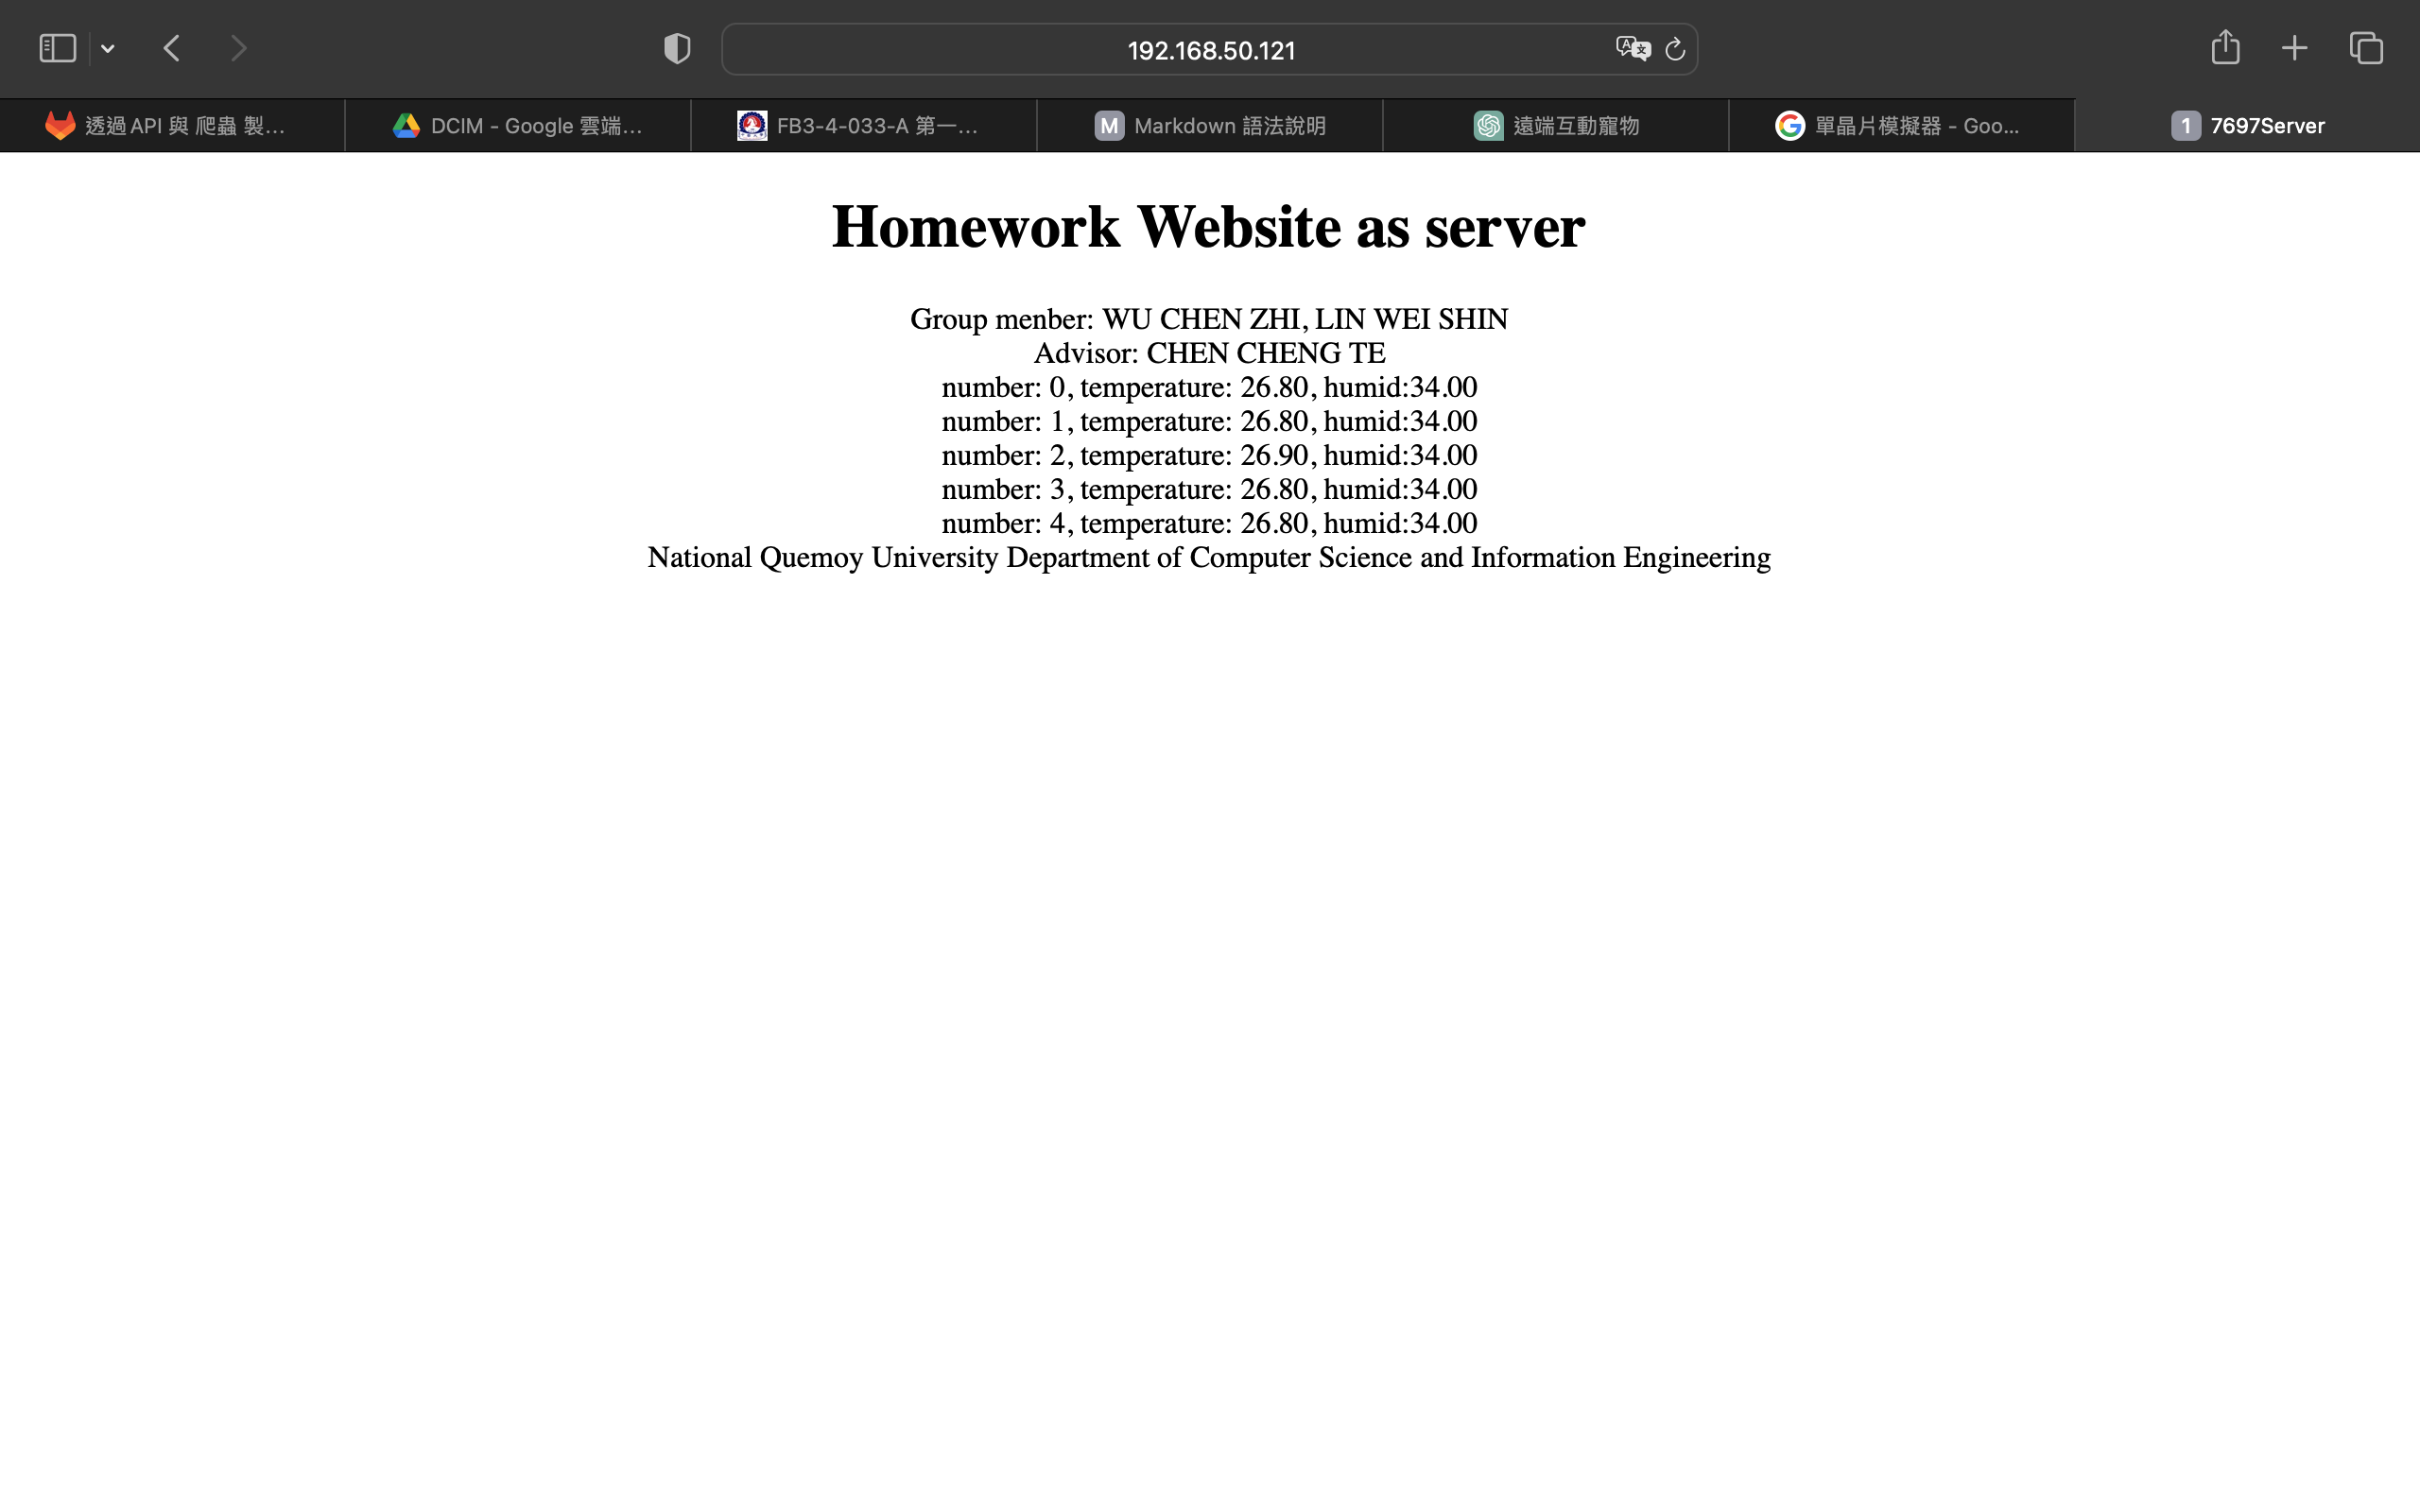 192.168.50.121
透過API 與 爬蟲 製...
DCIM - Google 雲端...
FB3-4-033-A 第一...
M Markdown 語法說明
遠端互動寵物
單晶片模擬器 - Goo...
1 7697Server
Homework Website as server
Group menber: WU CHEN ZHI, LIN WEI SHIN
Advisor: CHEN CHENG TE
number: 0, temperature: 26.80, humid:34.00
number: 1, temperature: 26.80, humid:34.00
number: 2, temperature: 26.90, humid:34.00
number: 3, temperature: 26.80, humid:34.00
number: 4, temperature: 26.80, humid:34.00
National Quemoy University Department of Computer Science and Information Engineering